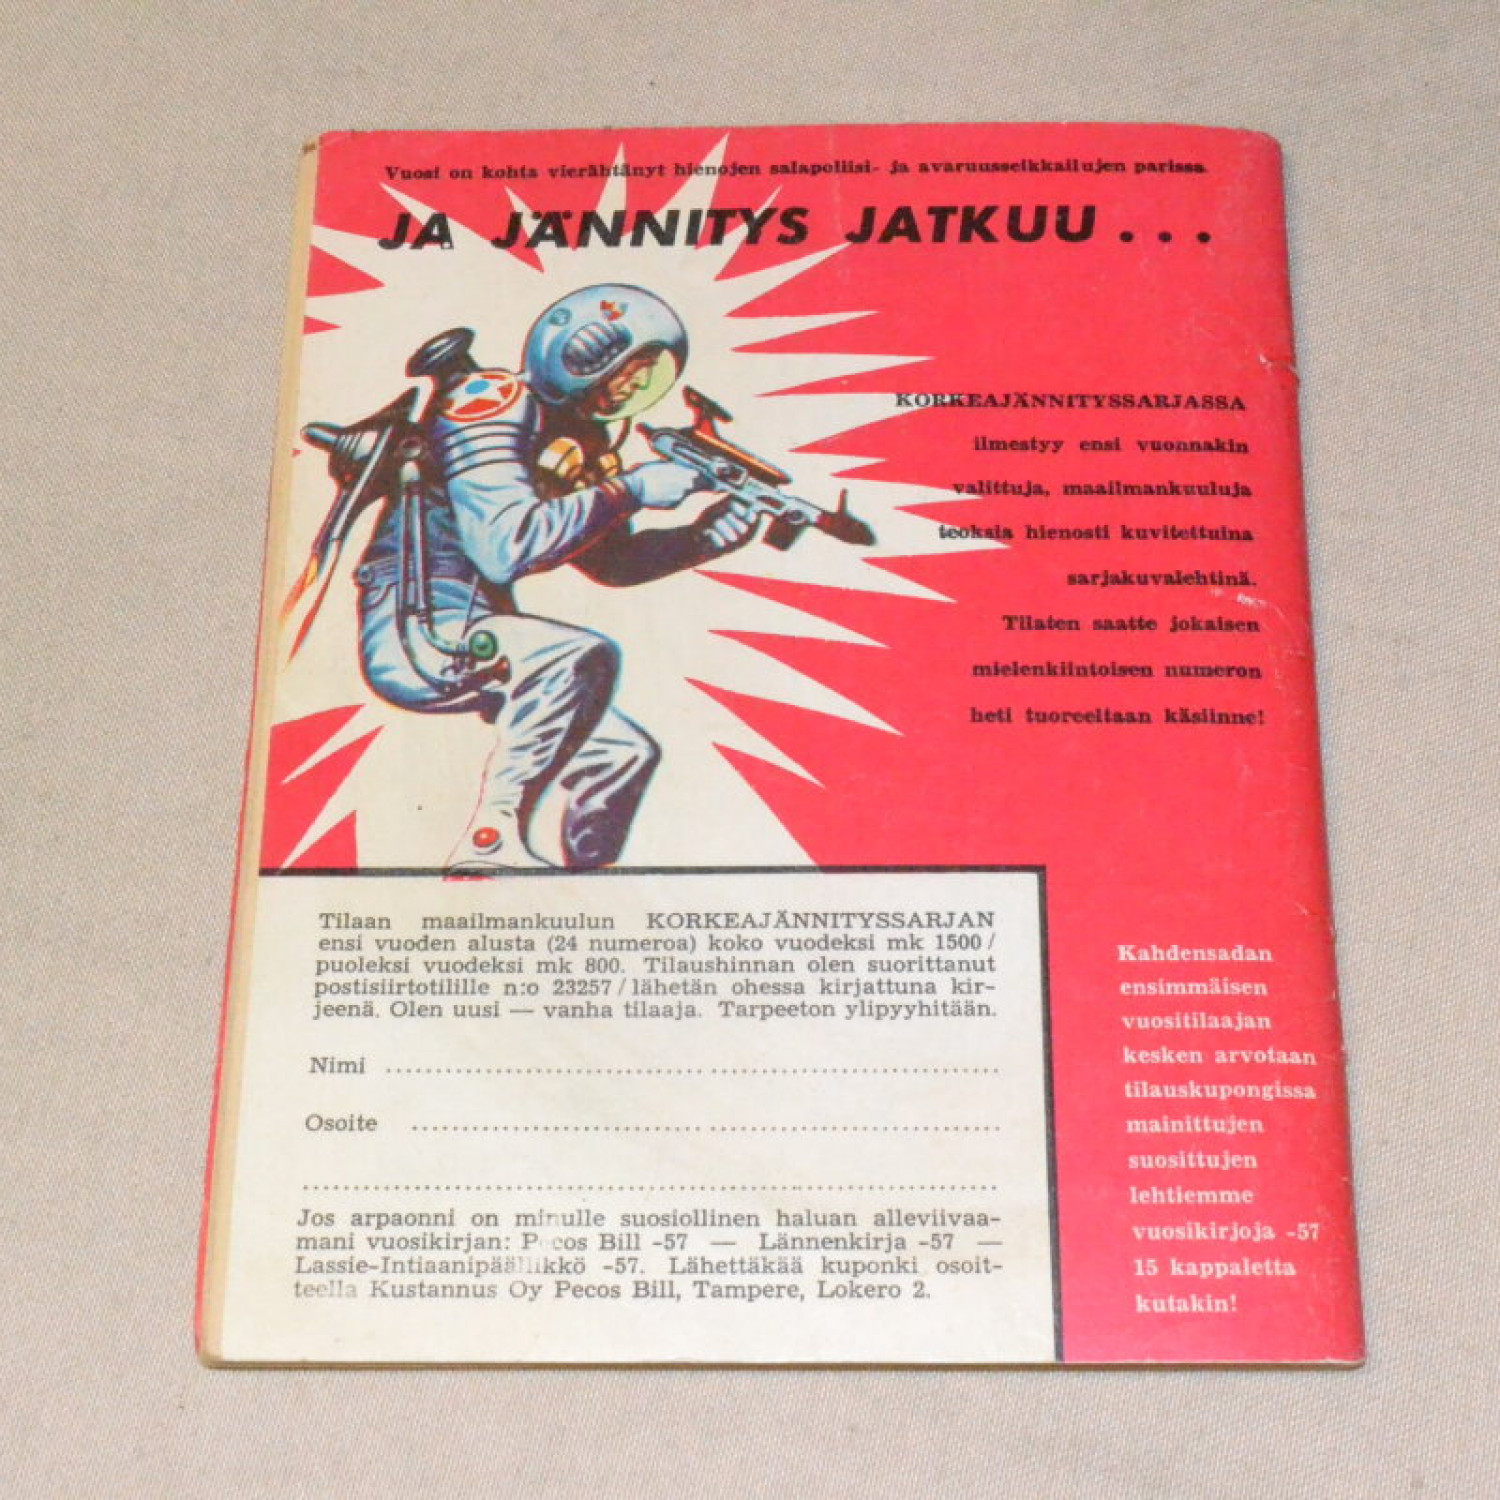 Vuosi on kohta vierähtänyt hienojen salapoliisi- ja avaruusseikkailujen parissa
JA JÄNNITYS JATKUU . . .
KORKEAJÄNNITYSSARJASSA
ilmestyy ensi vuonnakin
valittuja, maailmankuuluja
teoksia hienosti kuvitettuina
sarjakuvalehtinä.
Tilaten saatte jokaisen
mielenkiintoisen numeron
heti tuoreeltaan käsiinne!
Tilaan maailmankuulun KORKEAJÄNNITYSSARJAN
ensi vuoden alusta (24 numeroa) koko vuodeksi mk 1500 /
puoleksi vuodeksi mk 800. Tilaushinnan olen suorittanut
postisiirtotilille n:o 23257 / lähetän ohessa kirjattuna kir-
jeenä. Olen uusi — vanha tilaaja. Tarpeeton ylipyyhitään.
Nimi
Osoite
Jos arpaonni on minulle suosiollinen haluan alleviivaa-
mani vuosikirjan: Pecos Bill -57 — Lännenkirja -57 —
Lassie-Intiaanipäällikkö -57. Lähettäkää kuponki osoit-
teella Kustannus Oy Pecos Bill, Tampere, Lokero 2.
Kahdensadan
ensimmäisen
vuositilaajan
kesken arvotaan
tilauskupongissa
mainittujen
suosittujen
lehtiemme
vuosikirjoja -57
15 kappaletta
kutakin!